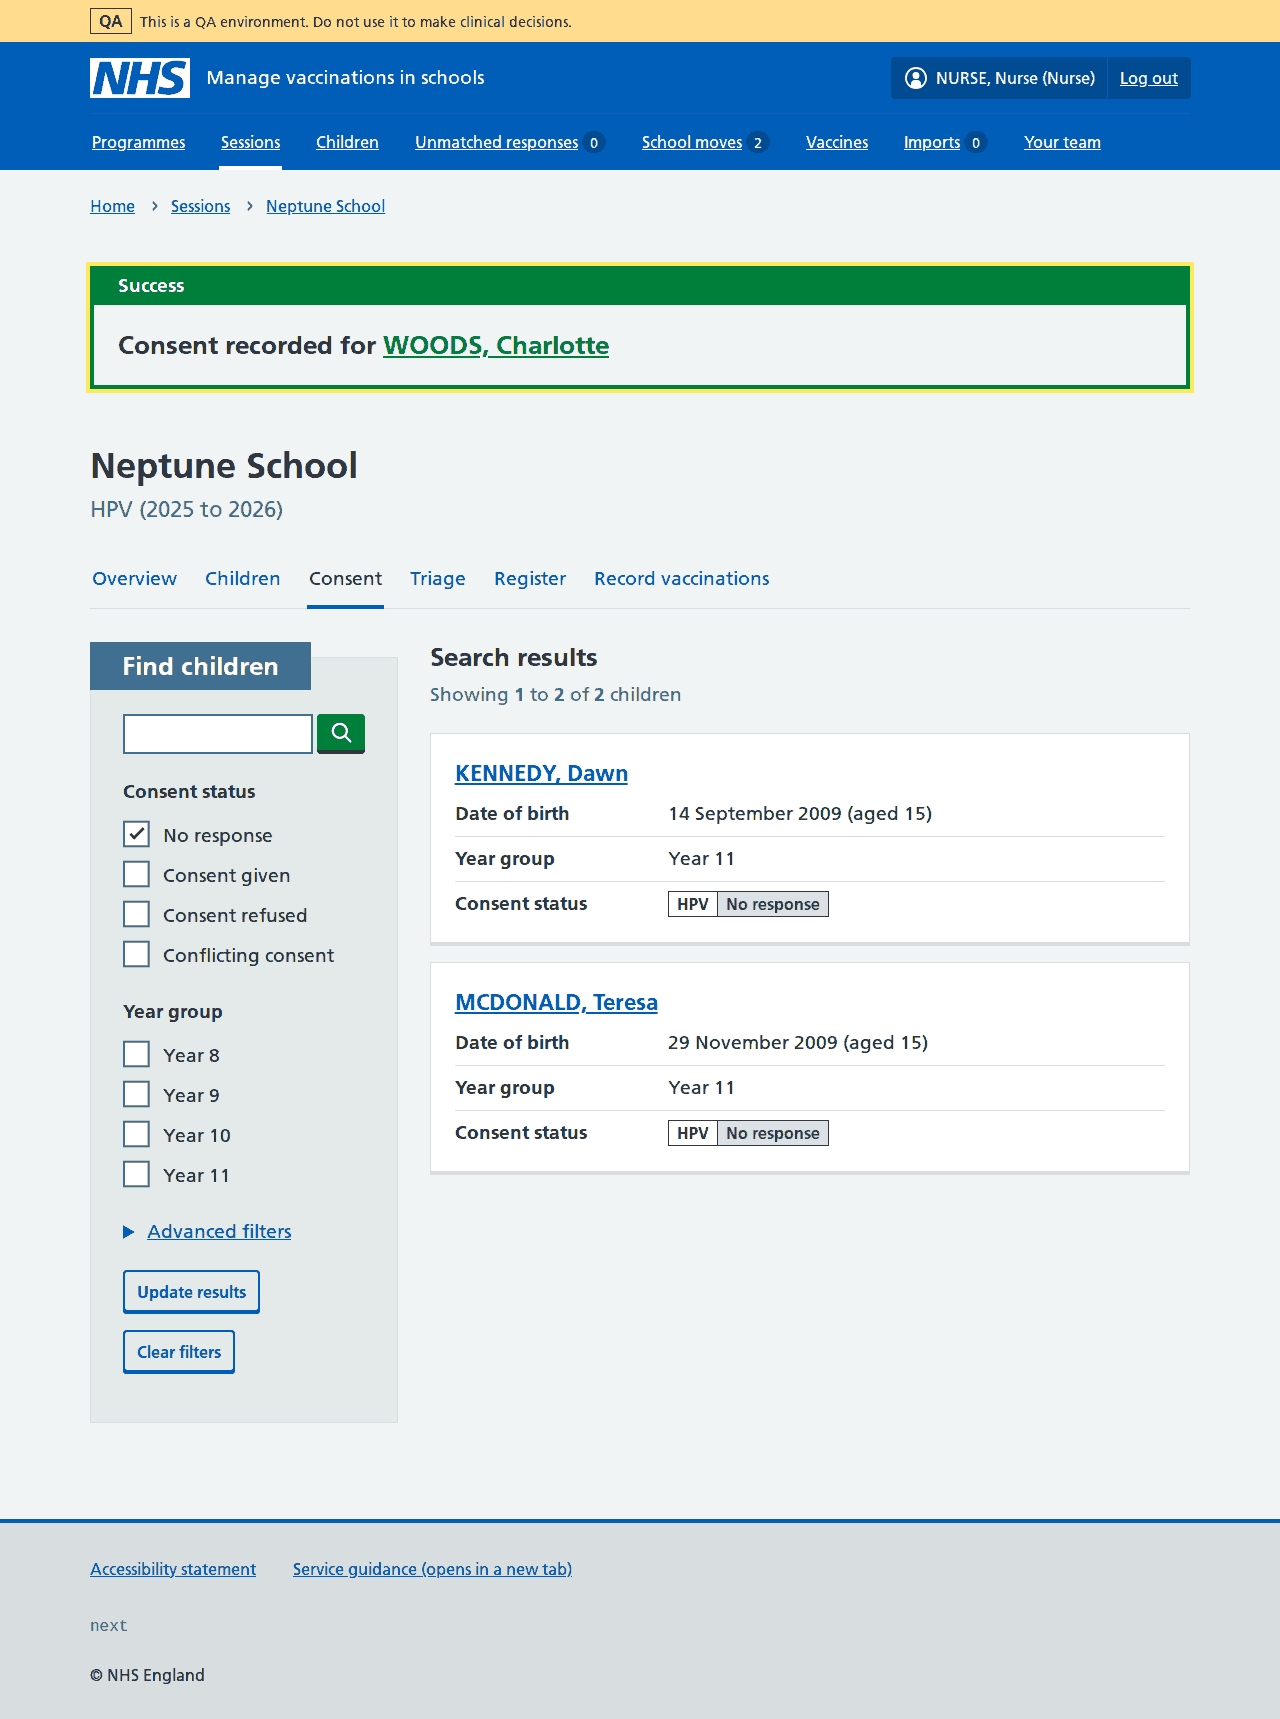 QA This is a QA environment. Do not use it to make clinical decisions.
NHS Manage vaccinations in schools NURSE, Nurse (Nurse) Log out
Programmes Sessions Children Unmatched responses 0 School moves 2 Vaccines Imports 0 Your team
Home Sessions Neptune School
Success
Consent recorded for WOODS, Charlotte
Neptune School
HPV (2025 to 2026)
Overview Children Consent Triage Register Record vaccinations
Find children
Consent status
No response
Consent given
Consent refused
Conflicting consent
Year group
Year 8
Year 9
Year 10
Year 11
Advanced filters
Update results
Clear filters
Search results
Showing 1 to 2 of 2 children
KENNEDY, Dawn
Date of birth 14 September 2009 (aged 15)
Year group Year 11
Consent status HPV No response
MCDONALD, Teresa
Date of birth 29 November 2009 (aged 15)
Year group Year 11
Consent status HPV No response
Accessibility statement Service guidance (opens in a new tab)
next
© NHS England